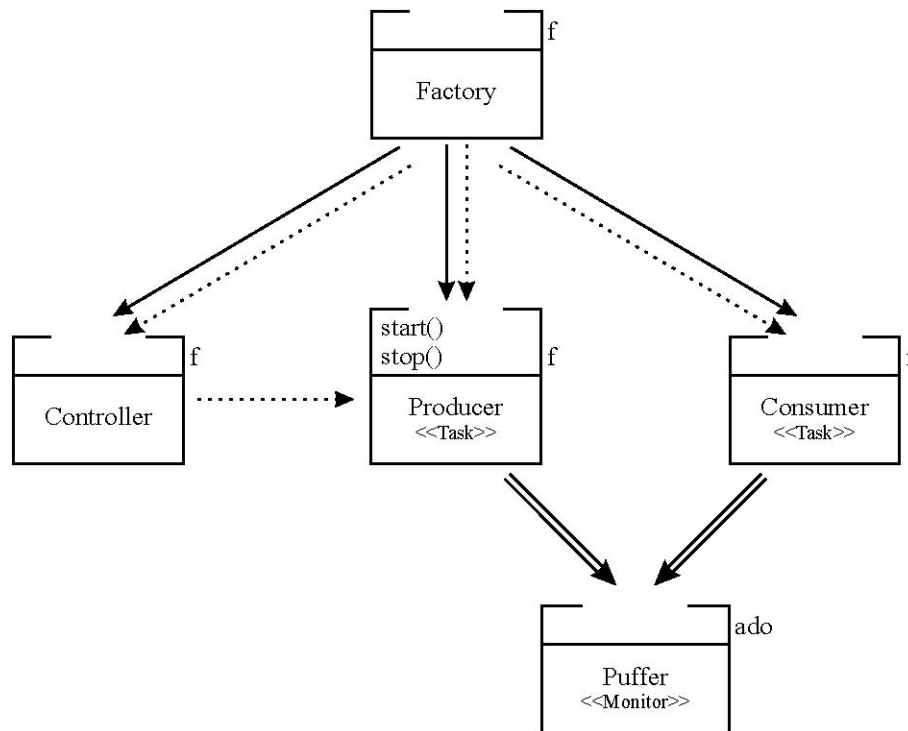 f
Factory
start()
stop()
f
f
Controller
Producer
<<Task>>
Consumer
<<Task>>
ado
Puffer
<<Monitor>>